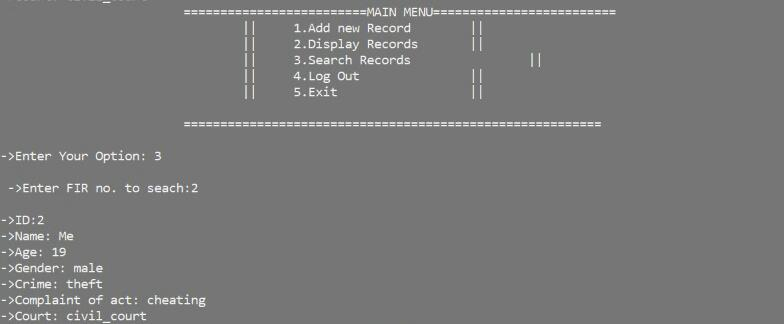 =========================MAIN MENU=========================
|| 1.Add new Record ||
|| 2.Display Records ||
|| 3.Search Records ||
|| 4.Log Out ||
|| 5.Exit ||
=========================================================
->Enter Your Option: 3
->Enter FIR no. to seach:2
->ID:2
->Name: Me
->Age: 19
->Gender: male
->Crime: theft
->Complaint of act: cheating
->Court: civil_court